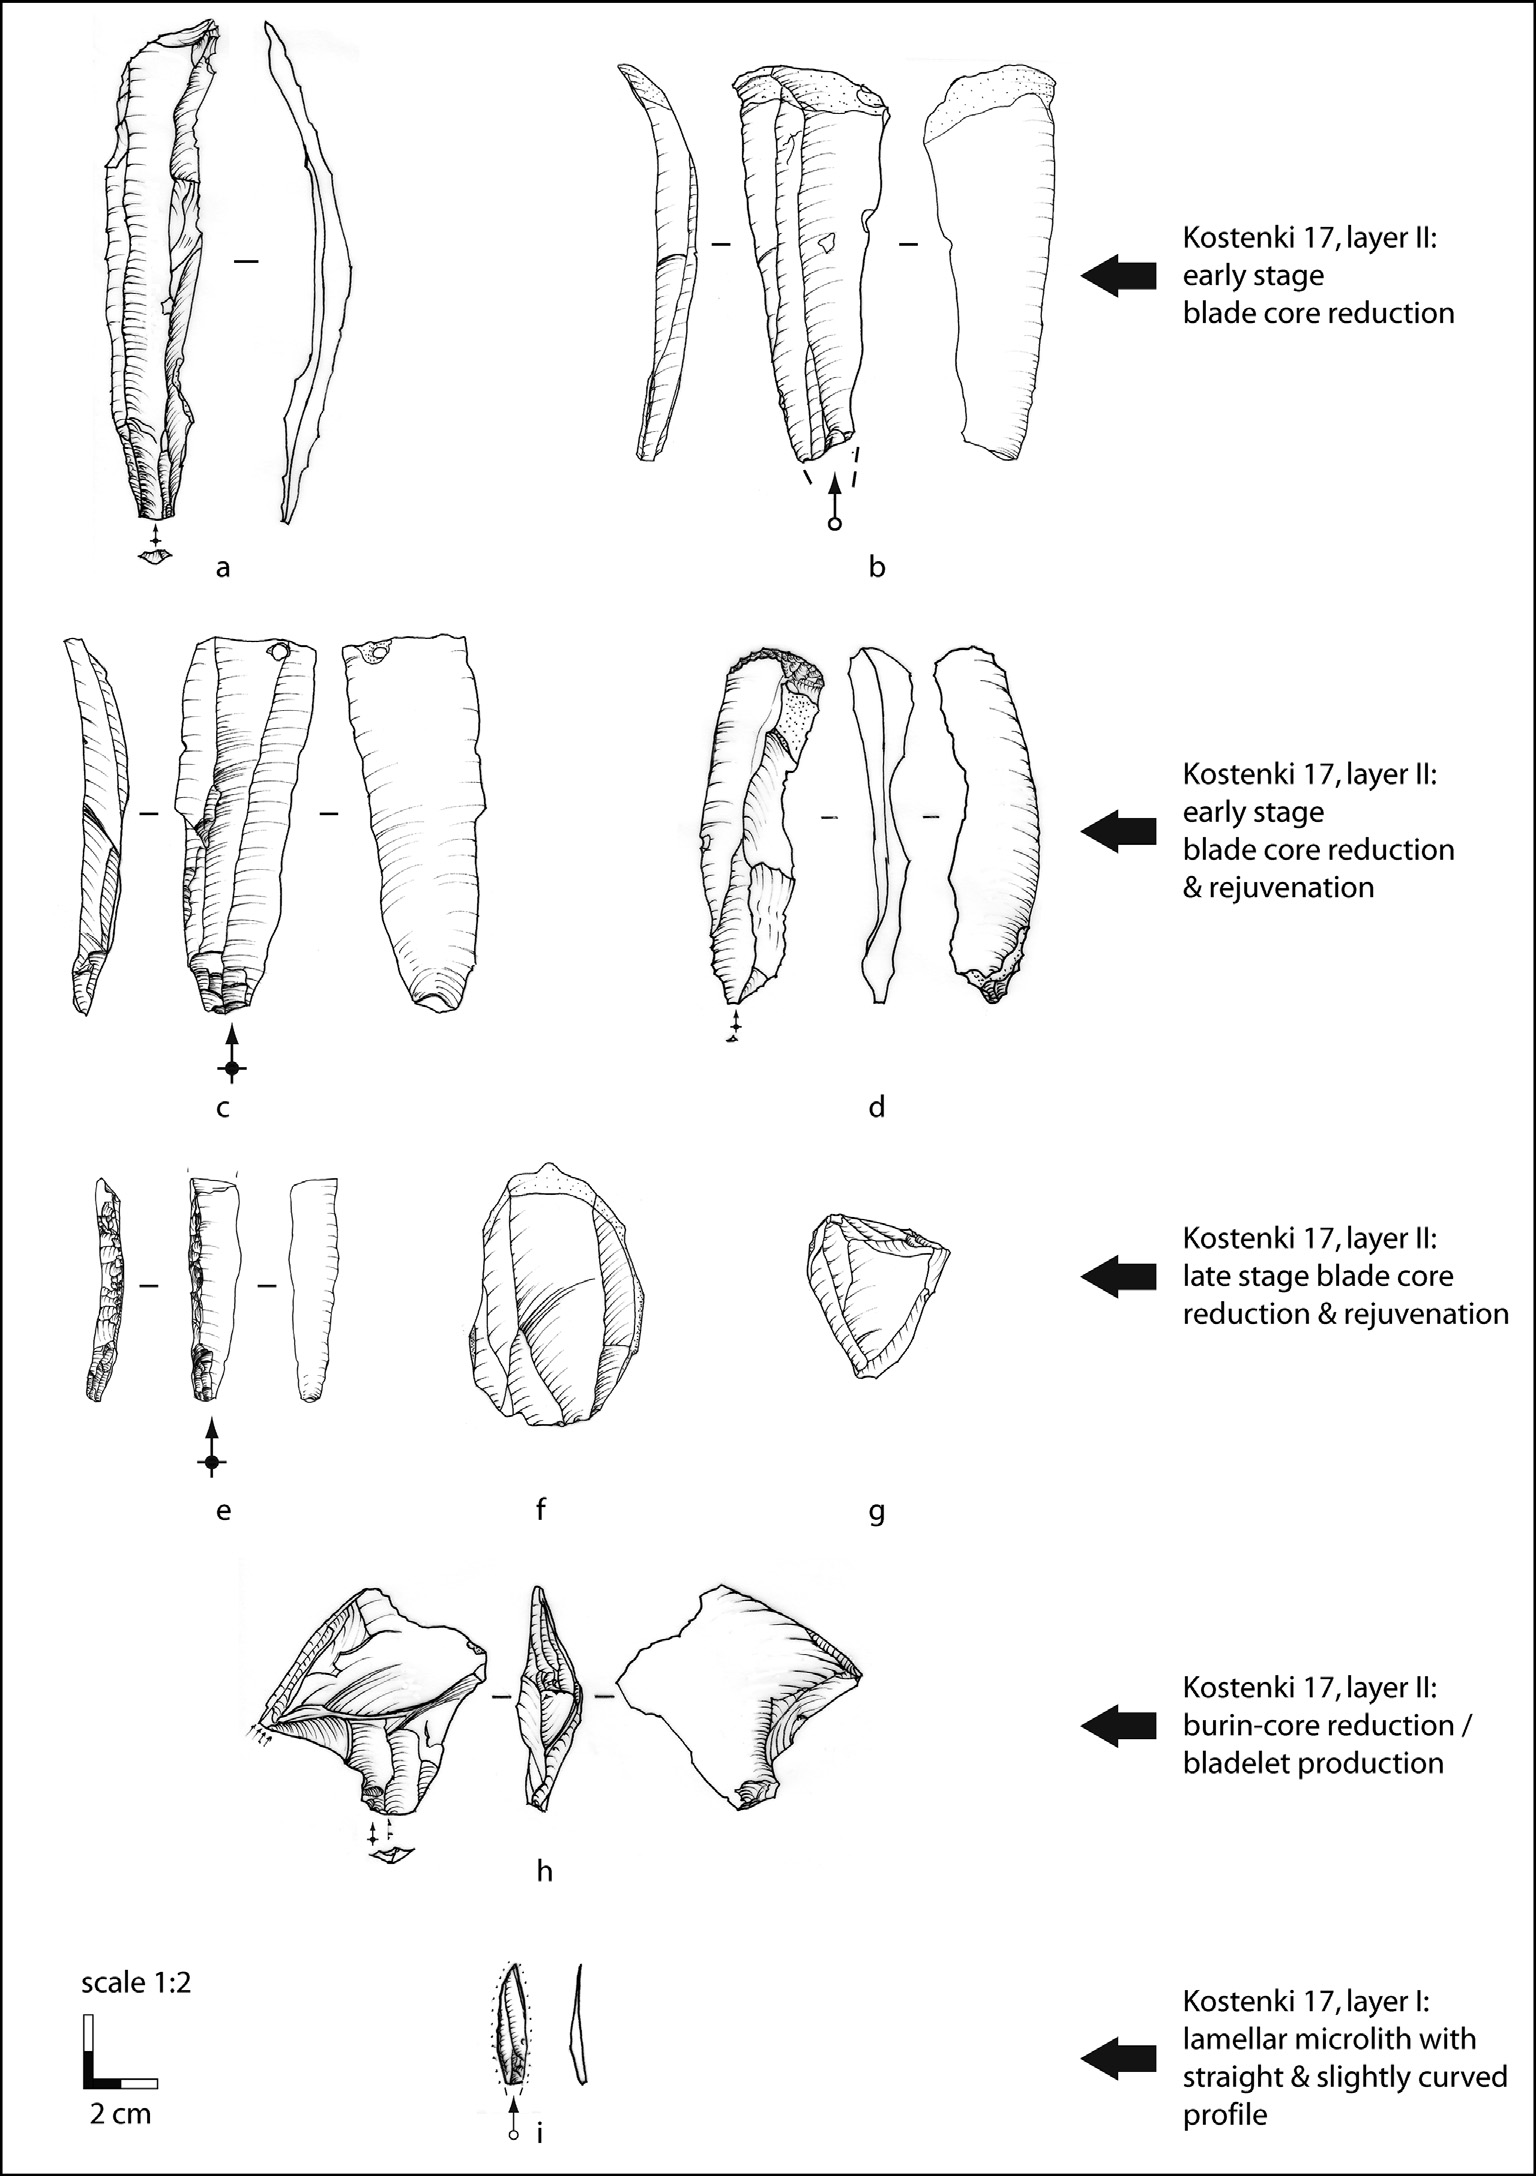 Kostenki 17, layer II:
early stage
blade core reduction
a
b
Kostenki 17, layer II:
early stage
blade core reduction
& rejuvenation
c
d
Kostenki 17, layer II:
late stage blade core
reduction & rejuvenation
e
f
g
Kostenki 17, layer II:
burin-core reduction /
bladelet production
h
scale 1:2
2 cm
i
Kostenki 17, layer I:
lamellar microlith with
straight & slightly curved
profile